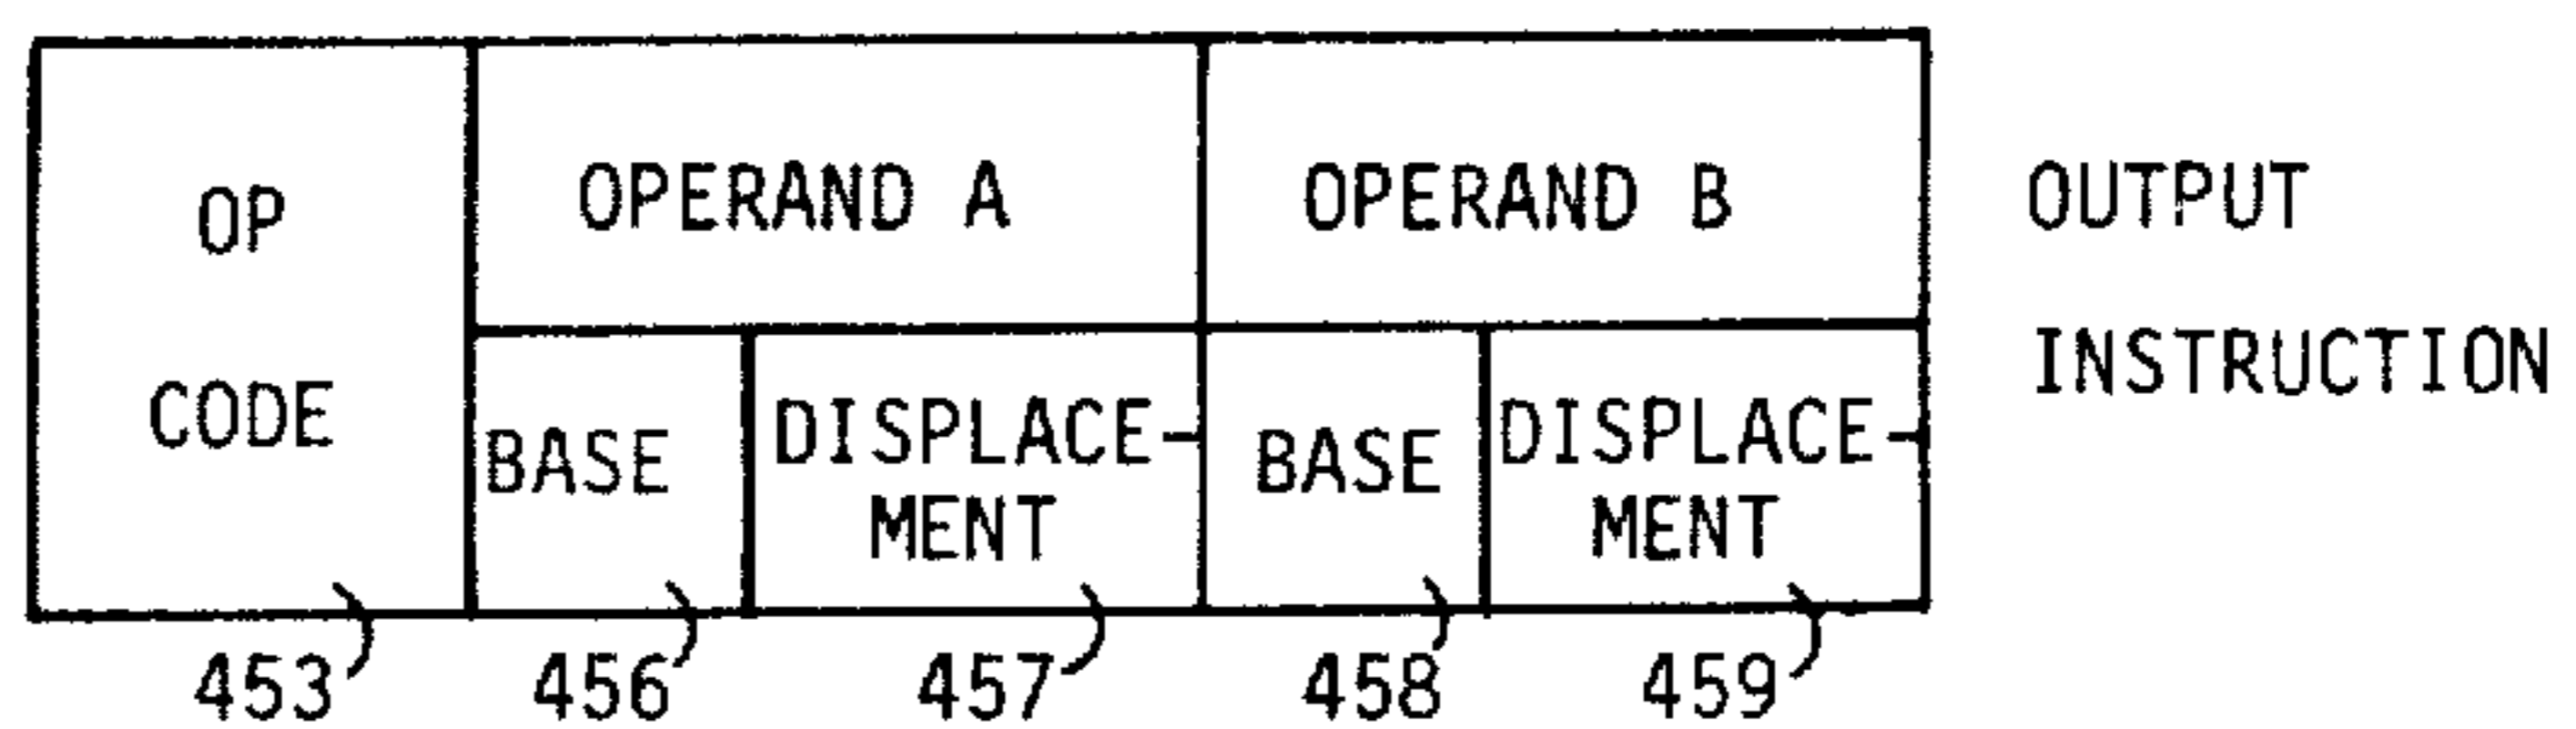 OP
CODE
OPERAND A
OPERAND B
BASE
DISPLACE-
MENT
BASE
DISPLACE-
MENT
OUTPUT
INSTRUCTION
453
456
457
458
459